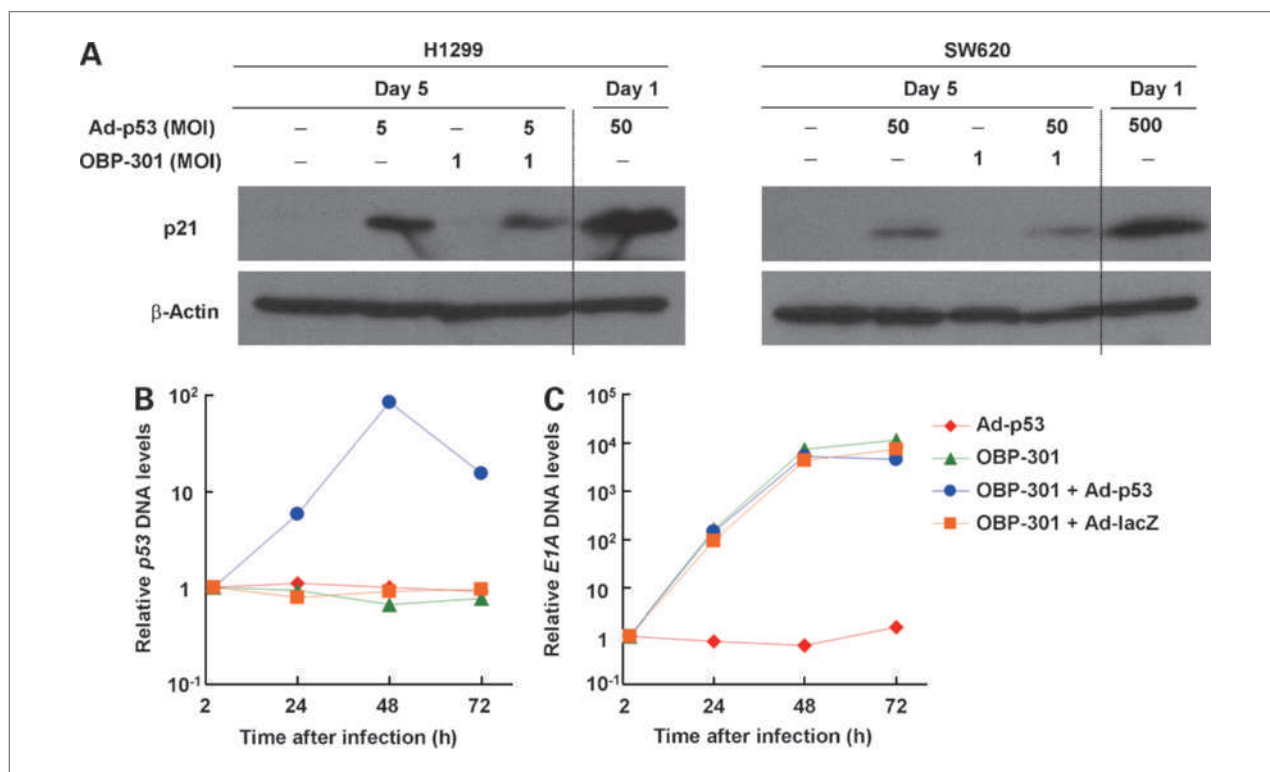 A
H1299 SW620
Day 5 Day 1 Day 5 Day 1
Ad-p53 (MOI) – 5 – 5 50 – 50 – 50 500
OBP-301 (MOI) – – 1 1 – – – 1 1 –
p21
β-Actin
B C
10² 10⁵
10⁴
10 10³
10²
1 10
1
10⁻¹ 10⁻¹
Relative p53 DNA levels
Relative E1A DNA levels
2 24 48 72 2 24 48 72
Time after infection (h) Time after infection (h)
Ad-p53
OBP-301
OBP-301 + Ad-p53
OBP-301 + Ad-lacZ